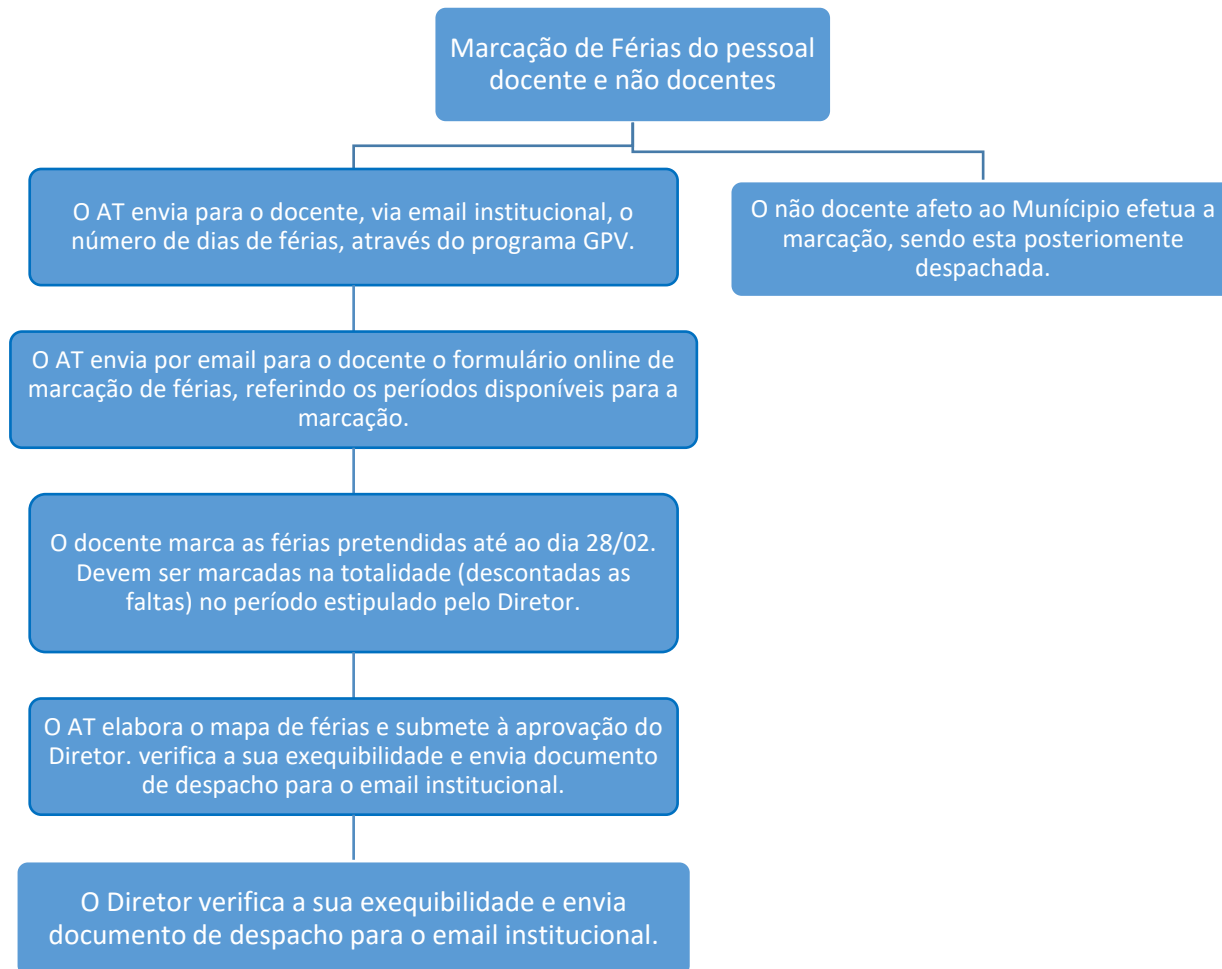 Marcação de Férias do pessoal
docente e não docentes
O AT envia para o docente, via email institucional, o
número de dias de férias, através do programa GPV.
O não docente afeto ao Munícipio efetua a
marcação, sendo esta posteriomente
despachada.
O AT envia por email para o docente o formulário online de
marcação de férias, referindo os períodos disponíveis para a
marcação.
O docente marca as férias pretendidas até ao dia 28/02.
Devem ser marcadas na totalidade (descontadas as
faltas) no período estipulado pelo Diretor.
O AT elabora o mapa de férias e submete à aprovação do
Diretor. verifica a sua exequibilidade e envia documento
de despacho para o email institucional.
O Diretor verifica a sua exequibilidade e envia
documento de despacho para o email institucional.